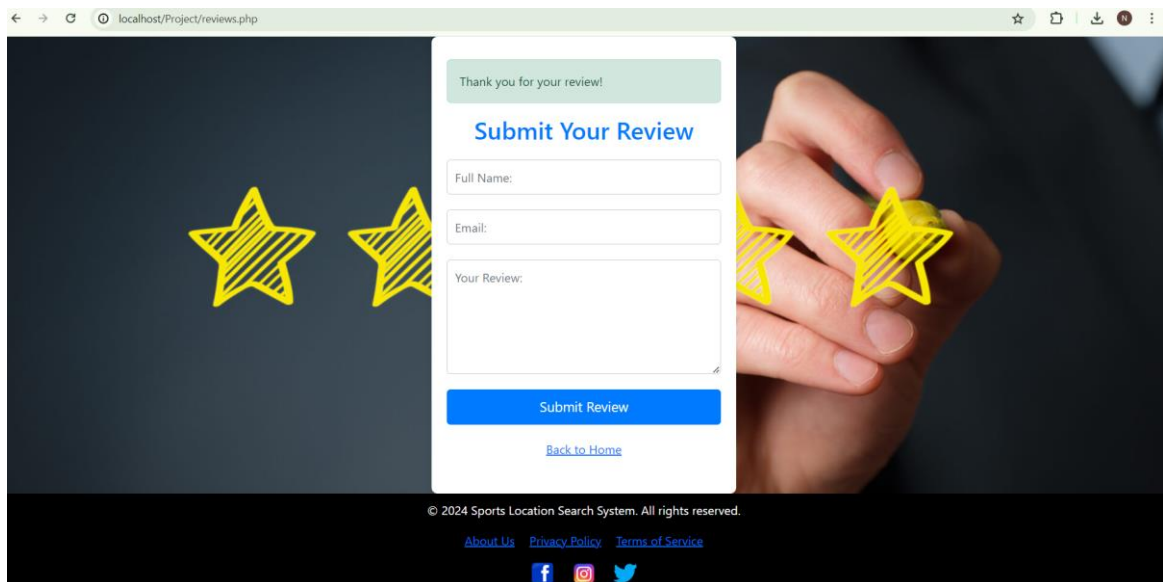 localhost/Project/reviews.php
N
Thank you for your review!
Submit Your Review
Full Name:
Email:
Your Review:
Submit Review
Back to Home
© 2024 Sports Location Search System. All rights reserved.
About Us Privacy Policy Terms of Service